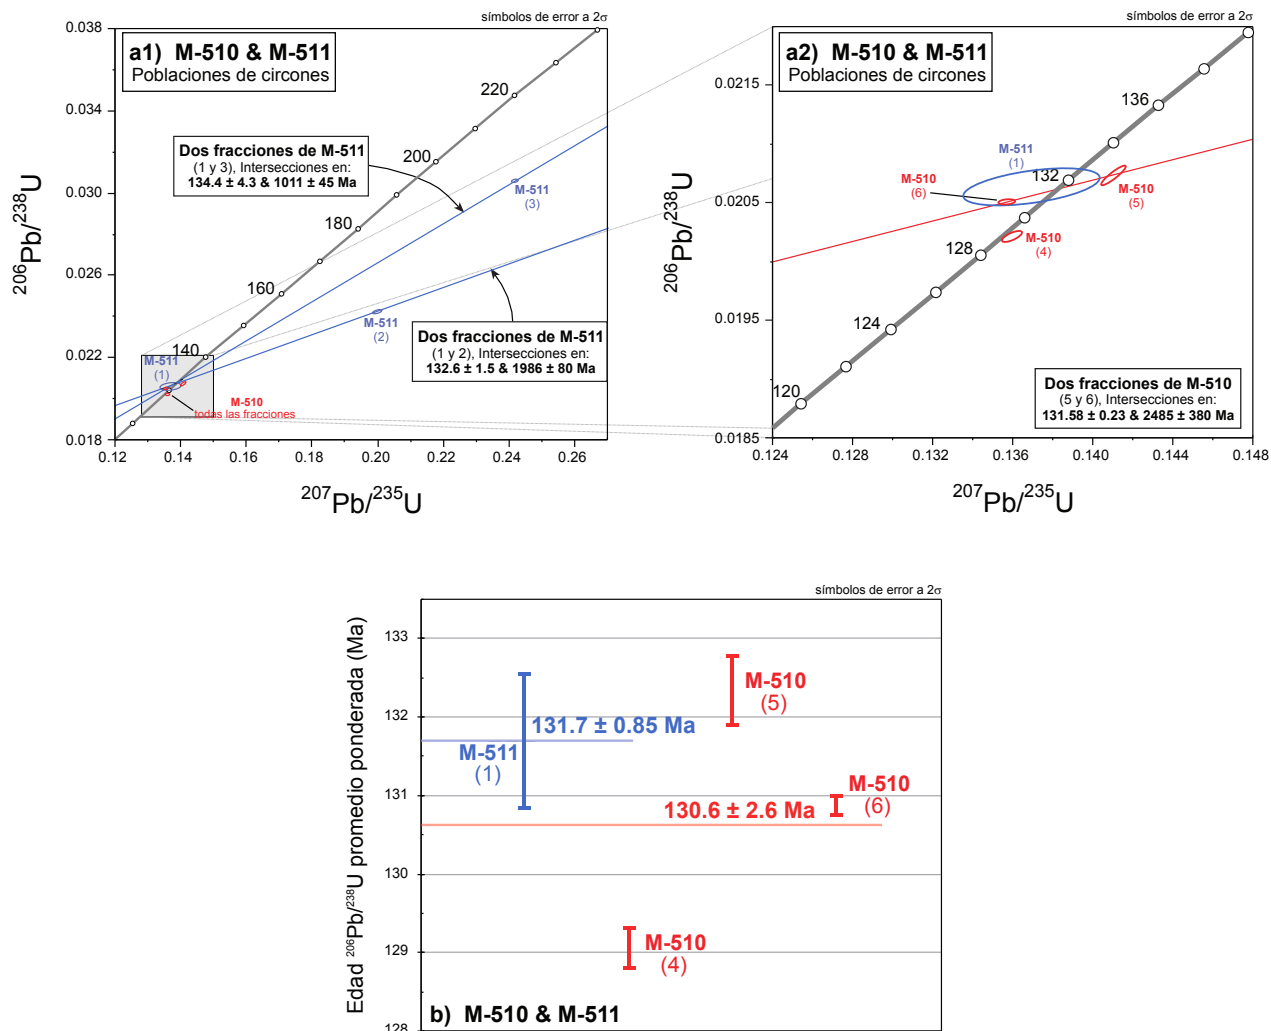 símbolos de error a 2σ
a1) M-510 & M-511
Poblaciones de circones
0.038
0.034
0.030
0.026
0.022
0.018
206Pb/238U
220
200
180
160
140
Dos fracciones de M-511
(1 y 3), Intersecciones en:
134.4 ± 4.3 & 1011 ± 45 Ma
M-511
(3)
M-511
(2)
Dos fracciones de M-511
(1 y 2), Intersecciones en:
132.6 ± 1.5 & 1986 ± 80 Ma
M-511
(1)
M-510
todas las fracciones
0.12
0.14
0.16
0.18
0.20
0.22
0.24
0.26
207Pb/235U
símbolos de error a 2σ
a2) M-510 & M-511
Poblaciones de circones
0.0215
0.0205
0.0195
0.0185
206Pb/238U
136
132
128
124
120
M-511
(1)
M-510
(6)
M-510
(5)
M-510
(4)
Dos fracciones de M-510
(5 y 6), Intersecciones en:
131.58 ± 0.23 & 2485 ± 380 Ma
0.124
0.128
0.132
0.136
0.140
0.144
0.148
207Pb/235U
símbolos de error a 2σ
Edad 206Pb/238U promedio ponderada (Ma)
133
132
131
130
129
128
M-510
(5)
131.7 ± 0.85 Ma
M-511
(1)
M-510
(6)
130.6 ± 2.6 Ma
M-510
(4)
b) M-510 & M-511